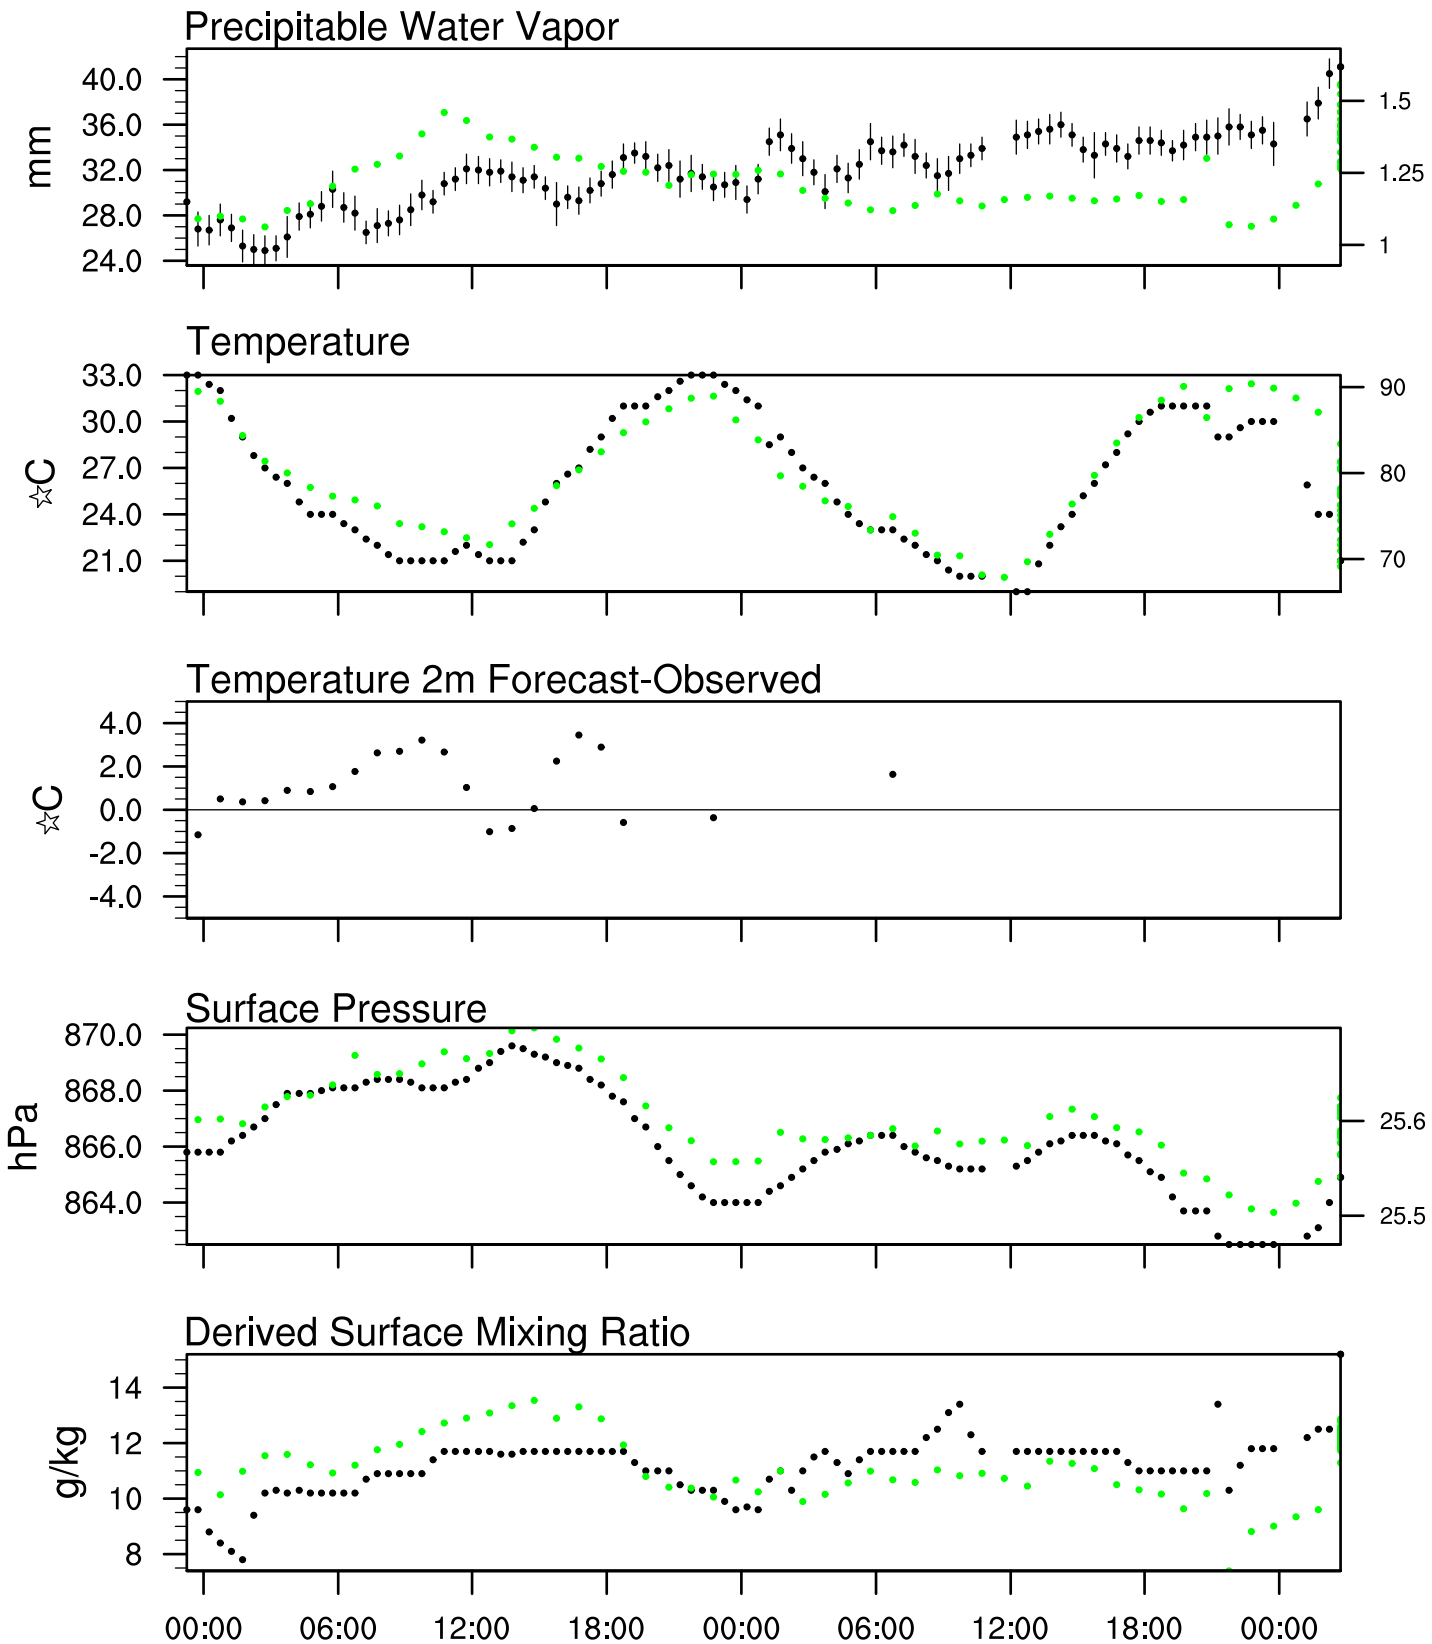 Precipitable Water Vapor
40.0
36.0
32.0
28.0
24.0
mm
1.5
1.25
1
Temperature
33.0
30.0
27.0
24.0
21.0
☆C
90
80
70
Temperature 2m Forecast-Observed
4.0
2.0
0.0
-2.0
-4.0
☆C
Surface Pressure
870.0
868.0
866.0
864.0
hPa
25.6
25.5
Derived Surface Mixing Ratio
14
12
10
8
g/kg
00:00 06:00 12:00 18:00 00:00 06:00 12:00 18:00 00:00